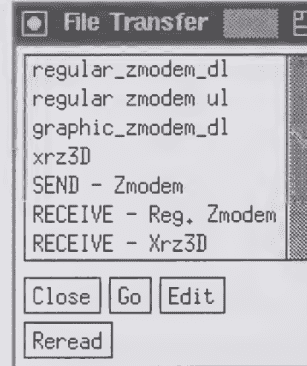 File Transfer
regular_zmodem_dl
regular zmodem ul
graphic_zmodem_dl
xrz3D
SEND - Zmodem
RECEIVE - Reg. Zmodem
RECEIVE - Xrz3D
Close Go Edit
Reread